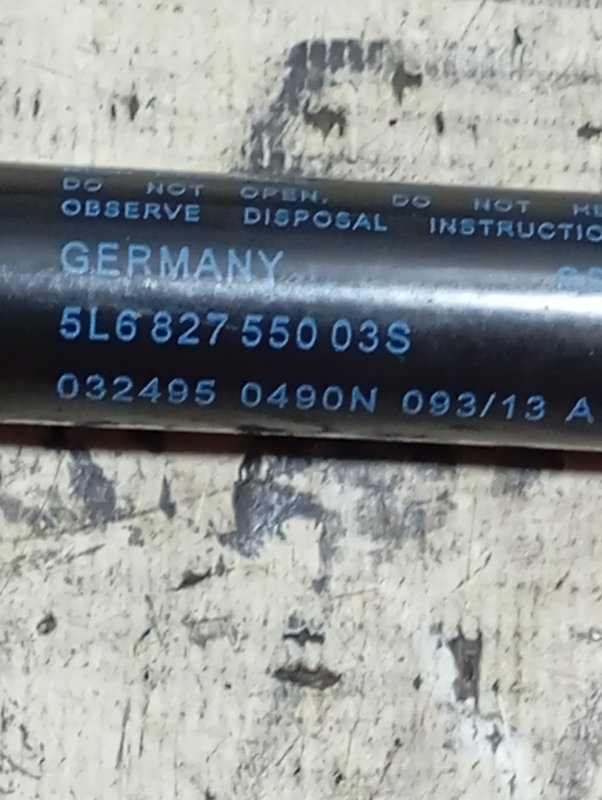 DO NOT OPEN. DO NOT
OBSERVE DISPOSAL INSTRUCTIO
GERMANY
5L6 827 550 03S
032495 0490N 093/13 A